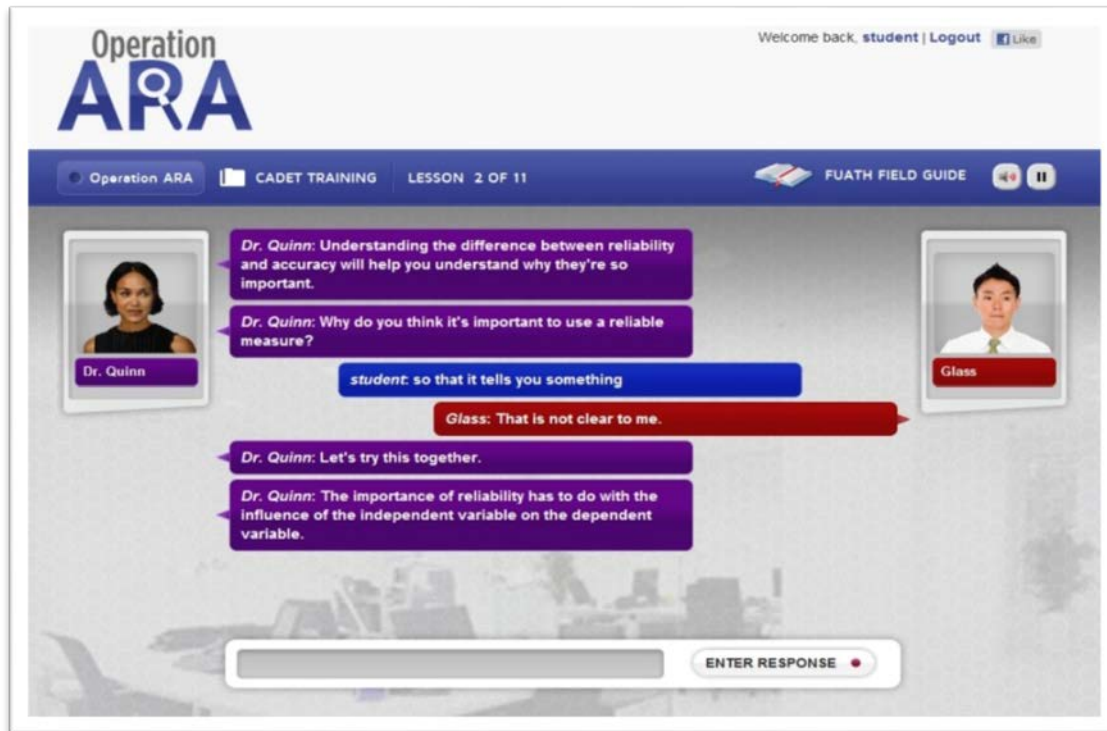 Operation
ARA
Welcome back, student | Logout Like
Operation ARA CADET TRAINING LESSON 2 OF 11 FUATH FIELD GUIDE
Dr. Quinn: Understanding the difference between reliability
and accuracy will help you understand why they're so
important.
Dr. Quinn: Why do you think it's important to use a reliable
measure?
Dr. Quinn
student: so that it tells you something
Glass
Glass: That is not clear to me.
Dr. Quinn: Let's try this together.
Dr. Quinn: The importance of reliability has to do with the
influence of the independent variable on the dependent
variable.
ENTER RESPONSE